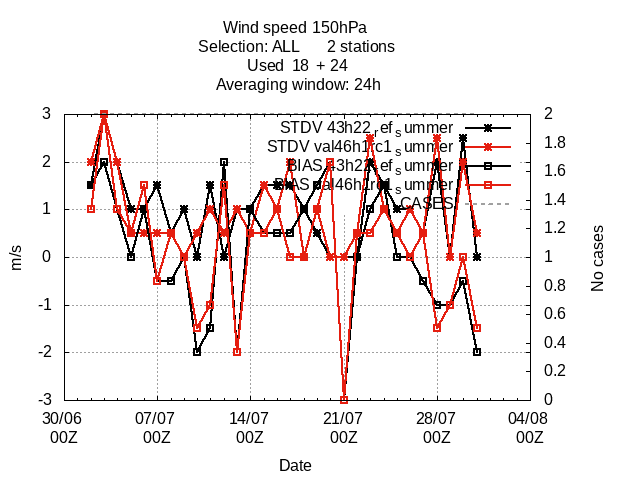 Wind speed 150hPa
Selection: ALL 2 stations
Used 18 + 24
Averaging window: 24h
STDV 43h22_ref_summer
STDV val46h1rc1_summer
BIAS 43h22_ref_summer
BIAS val46h1rc1_summer
CASES
3
2
1
0
-1
-2
-3
m/s
2
1.8
1.6
1.4
1.2
1
0.8
0.6
0.4
0.2
0
No cases
30/06 07/07 14/07 21/07 28/07 04/08
00Z 00Z 00Z 00Z 00Z 00Z
Date